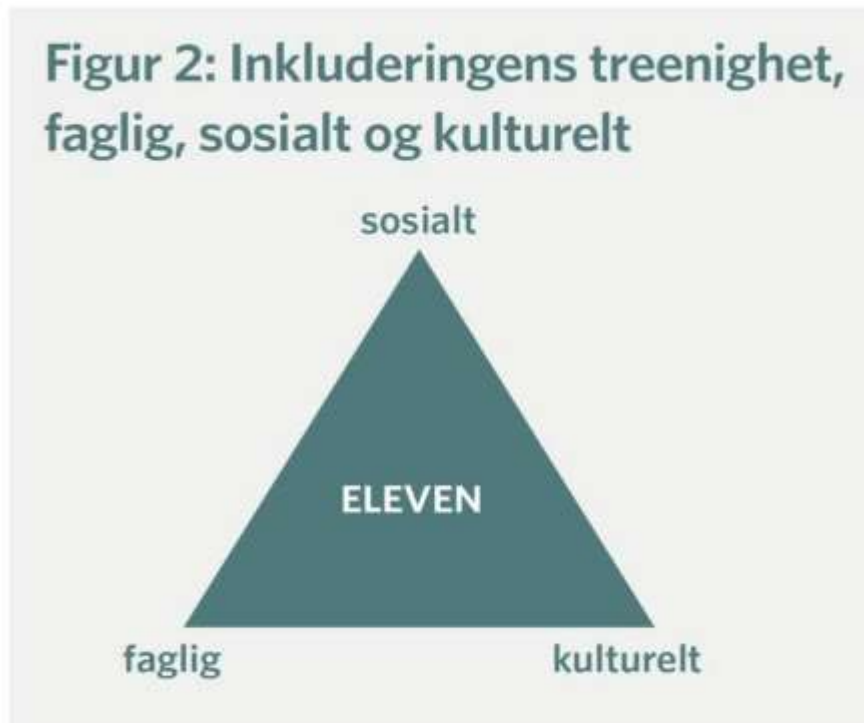 Figur 2: Inkluderingens treenighet,
faglig, sosialt og kulturelt
sosialt
ELEVEN
faglig
kulturelt